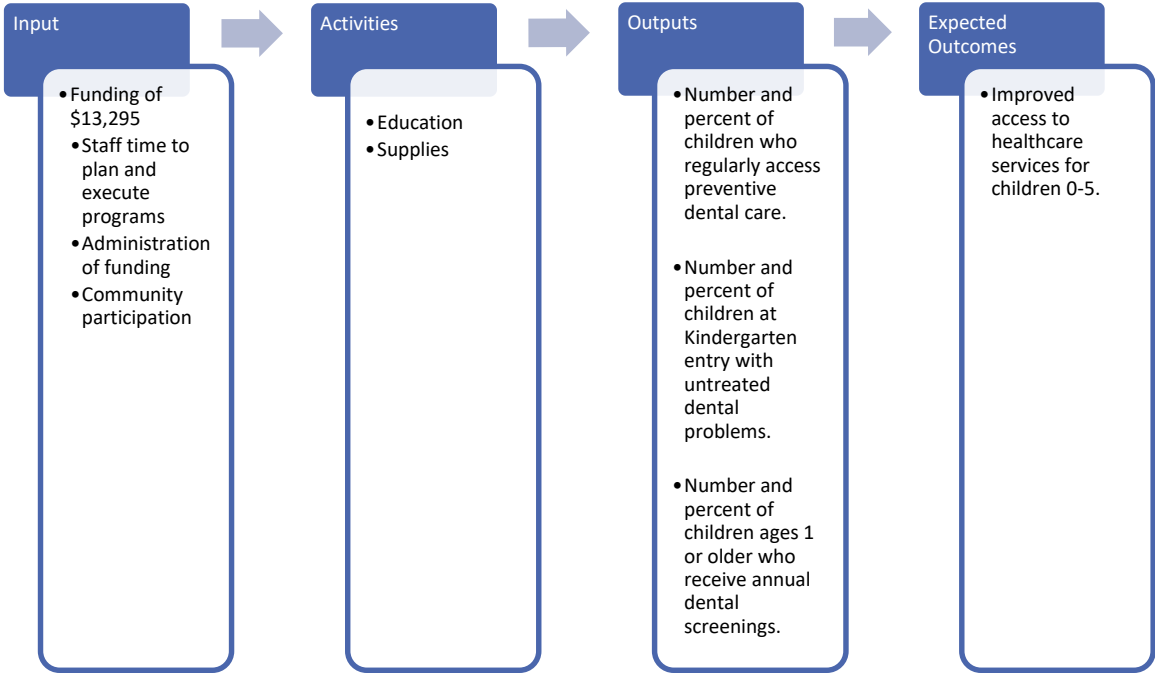 Input
•Funding of
$13,295
•Staff time to
plan and
execute
programs
•Administration
of funding
•Community
participation
Activities
•Education
•Supplies
Outputs
•Number and
percent of
children who
regularly access
preventive
dental care.
•Number and
percent of
children at
Kindergarten
entry with
untreated
dental
problems.
•Number and
percent of
children ages 1
or older who
receive annual
dental
screenings.
Expected
Outcomes
•Improved
access to
healthcare
services for
children 0-5.